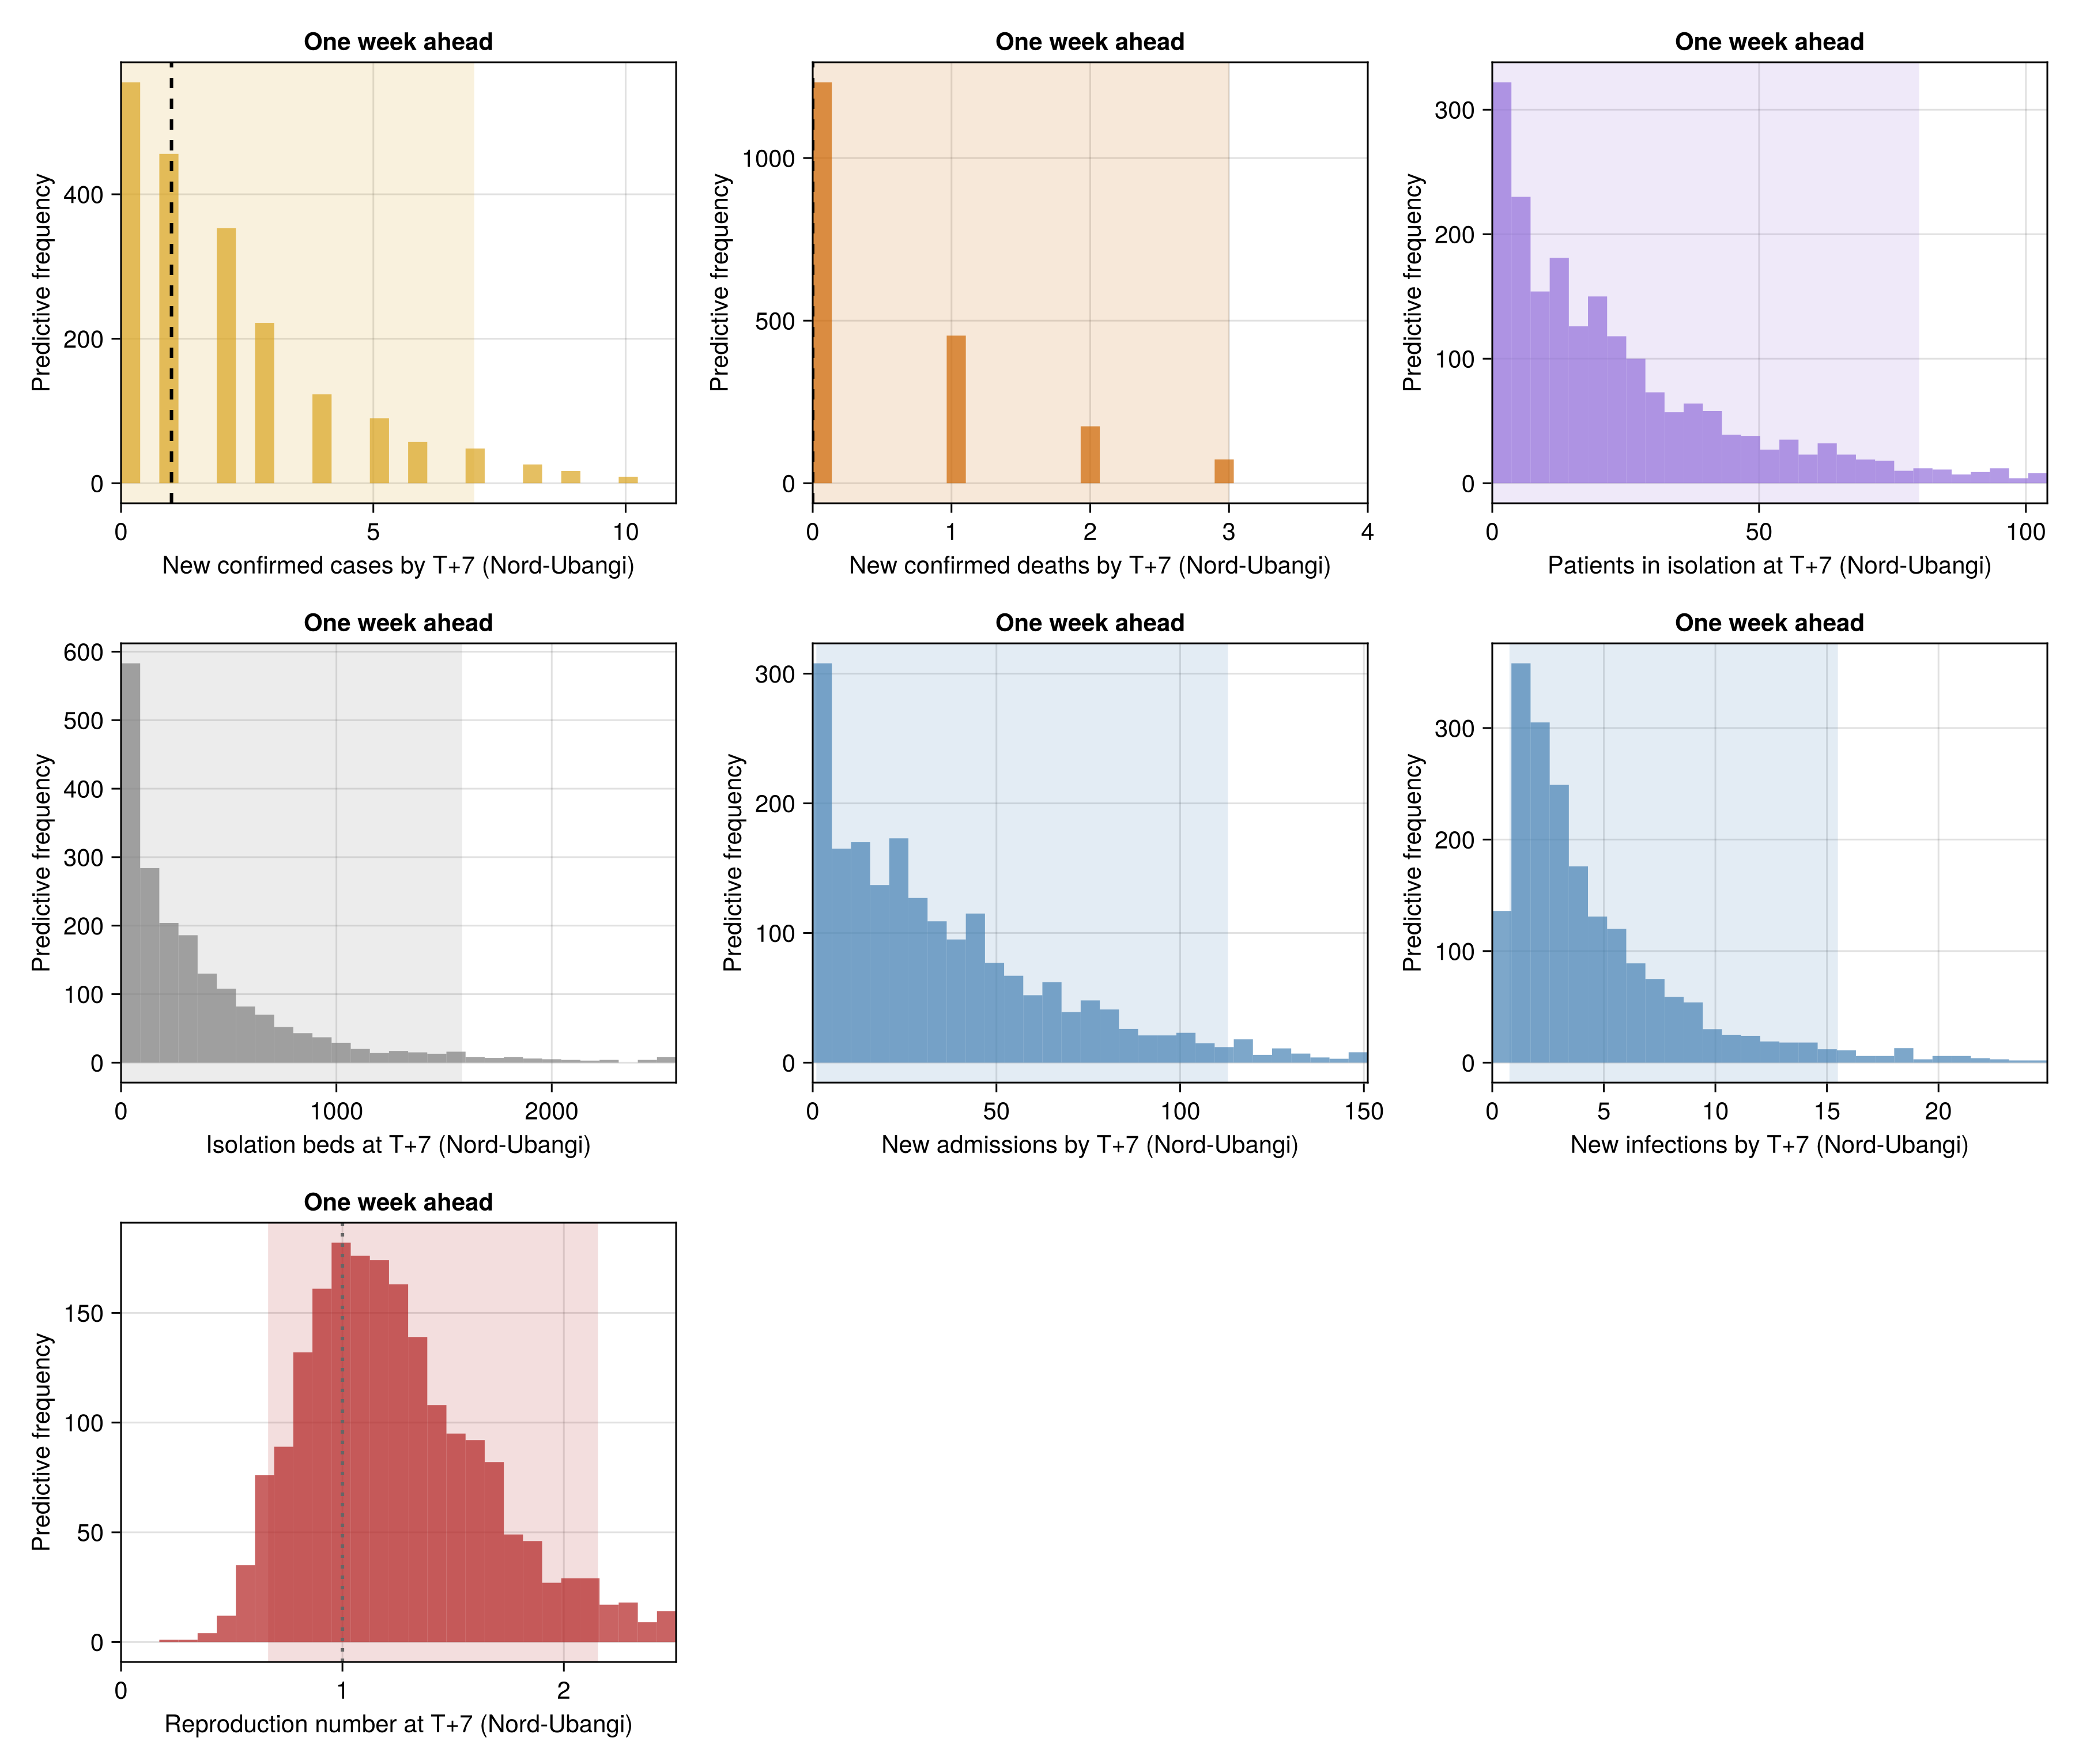 One week ahead
Predictive frequency
400
200
0
0 5 10
New confirmed cases by T+7 (Nord-Ubangi)
One week ahead
Predictive frequency
1000
500
0
0 1 2 3 4
New confirmed deaths by T+7 (Nord-Ubangi)
One week ahead
Predictive frequency
300
200
100
0
0 50 100
Patients in isolation at T+7 (Nord-Ubangi)
One week ahead
Predictive frequency
600
500
400
300
200
100
0
0 1000 2000
Isolation beds at T+7 (Nord-Ubangi)
One week ahead
Predictive frequency
300
200
100
0
0 50 100 150
New admissions by T+7 (Nord-Ubangi)
One week ahead
Predictive frequency
300
200
100
0
0 5 10 15 20
New infections by T+7 (Nord-Ubangi)
One week ahead
Predictive frequency
150
100
50
0
0 1 2
Reproduction number at T+7 (Nord-Ubangi)